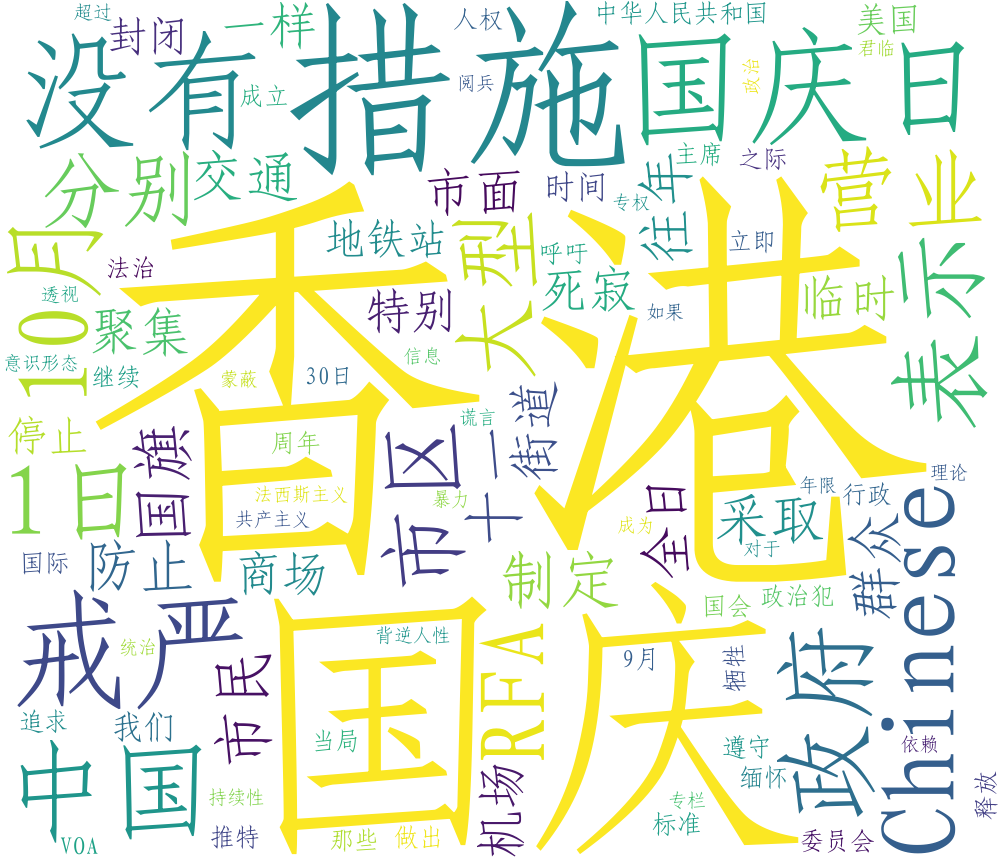 超过
人权
中华人民共和国
美国
封闭
一样
君临
没有
措施
国庆日
阅兵
政治
成立
主席
之际
分别
交通
市面
时间
往年
专权
营业
香港
10月
地铁站
大型
呼吁
立即
表示
法治
死寂
临时
透视
特别
如果
聚集
意识形态
继续
信息
蒙蔽
30日
谎言
停止
国旗
周年
市区
十一
街道
1日
法西斯主义
暴力
全日
年限
行政
理论
共产主义
成为
采取
对于
Chinese
国际
防止
商场
制定
群众
戒严
国庆
国会
政治犯
背逆人性
统治
市民
RFA
9月
牺牲
政府
追求
我们
当局
遵守
缅怀
依赖
中国
机场
持续性
专栏
标准
释放
VOA
推特
那些
做出
委员会